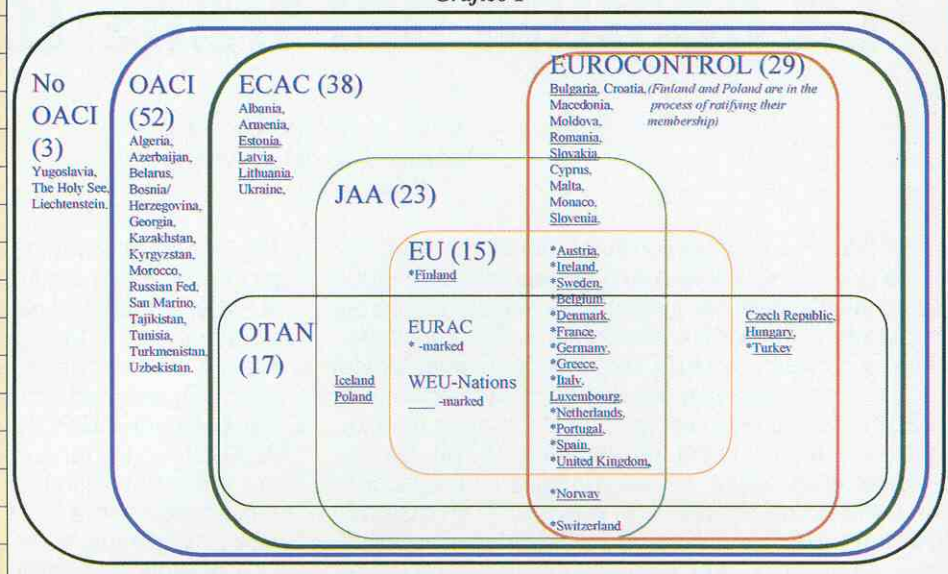 No
OACI
(3)
Yugoslavia,
The Holy See,
Liechtenstein.
OACI
(52)
Algeria,
Azerbaijan,
Belarus,
Bosnia/
Herzegovina,
Georgia,
Kazakhstan,
Kyrgyzstan,
Morocco,
Russian Fed,
San Marino,
Tajikistan,
Tunisia,
Turkmenistan,
Uzbekistan.
ECAC (38)
Albania,
Armenia,
Estonia,
Latvia,
Lithuania,
Ukraine,
JAA (23)
EU (15)
*Finland
OTAN
(17)
EURAC
* -marked
WEU-Nations
____ -marked
Iceland
Poland
EUROCONTROL (29)
Bulgaria, Croatia, (Finland and Poland are in the
Macedonia, process of ratifying their
Moldova, membership)
Romania,
Slovakia,
Cyprus,
Malta,
Monaco,
Slovenia,
*Austria,
*Ireland,
*Sweden,
*Belgium,
*Denmark,
*France,
*Germany,
*Greece,
*Italy,
Luxembourg,
*Netherlands,
*Portugal,
*Spain,
*United Kingdom,
*Norway
*Switzerland
Czech Republic,
Hungary,
*Turkey